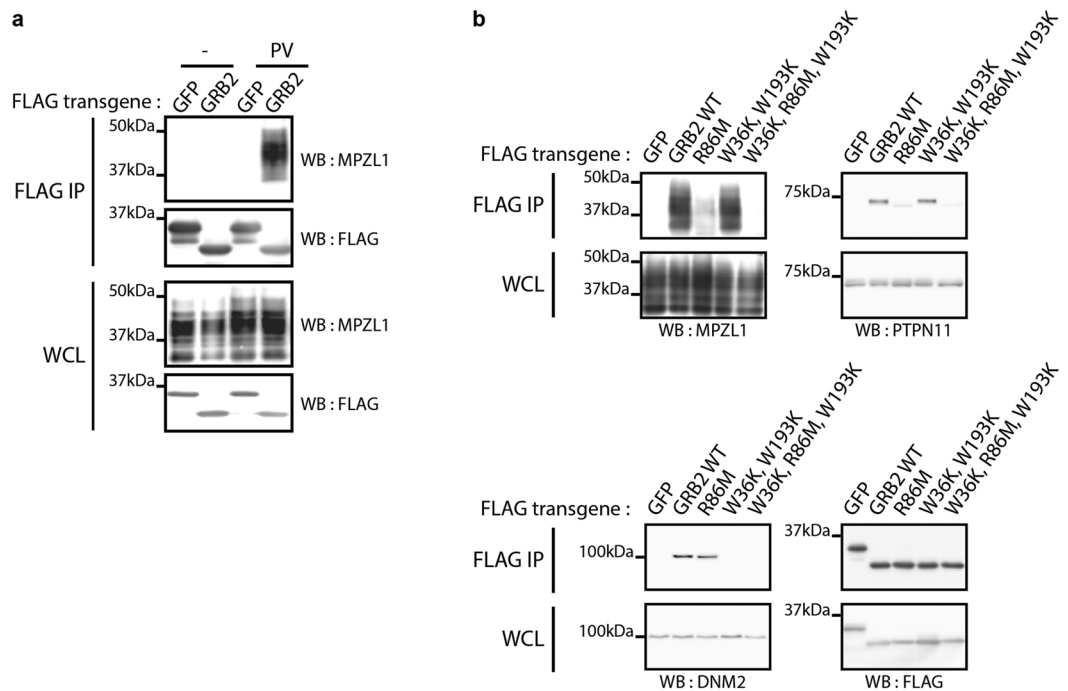 a
- PV
FLAG transgene : GFP GRB2 GFP GRB2
FLAG IP
50kDa
37kDa
WB : MPZL1
37kDa
WB : FLAG
WCL
50kDa
37kDa
WB : MPZL1
37kDa
WB : FLAG
b
FLAG transgene : GFP GRB2 WT R86M W36K, W193K W36K, R86M, W193K
GFP GRB2 WT R86M W36K, W193K W36K, R86M, W193K
FLAG IP
50kDa
37kDa
75kDa
WCL
50kDa
37kDa
75kDa
WB : MPZL1
WB : PTPN11
FLAG transgene : GFP GRB2 WT R86M W36K, W193K W36K, R86M, W193K
GFP GRB2 WT R86M W36K, W193K W36K, R86M, W193K
FLAG IP
100kDa
37kDa
WCL
100kDa
37kDa
WB : DNM2
WB : FLAG